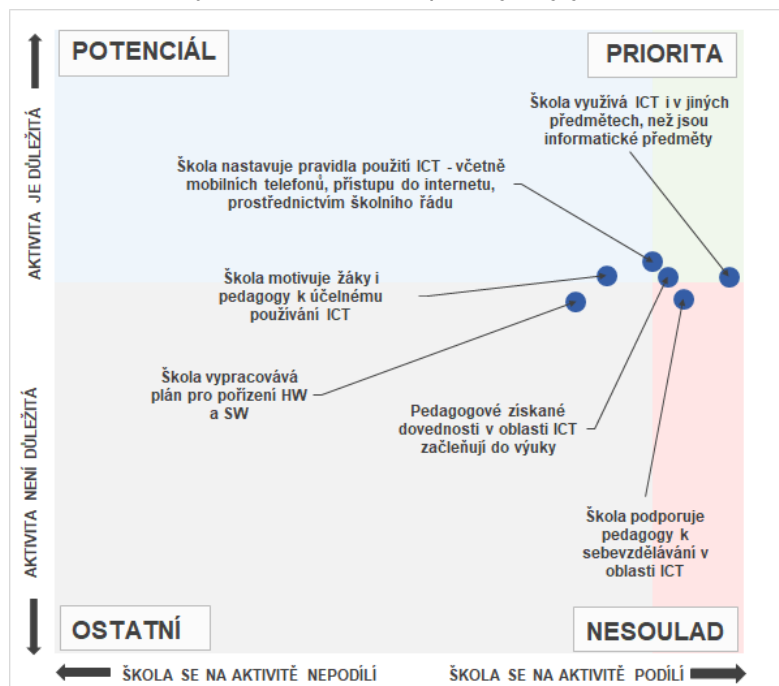 POTENCIÁL
PRIORITA
Škola využívá ICT i v jiných
předmětech, než jsou
informatické předměty
Škola nastavuje pravidla použití ICT - včetně
mobilních telefonů, přístupu do internetu,
prostřednictvím školního řádu
Škola motivuje žáky i
pedagogy k účelnému
používání ICT
Škola vypracovává
plán pro pořízení HW
a SW
Pedagogové získané
dovednosti v oblasti ICT
začleňují do výuky
Škola podporuje
pedagogy k
sebevzdělávání v
oblasti ICT
OSTATNÍ
NESOULAD
AKTIVITA JE DŮLEŽITÁ
AKTIVITA NENÍ DŮLEŽITÁ
ŠKOLA SE NA AKTIVITĚ NEPODÍLÍ
ŠKOLA SE NA AKTIVITĚ PODÍLÍ